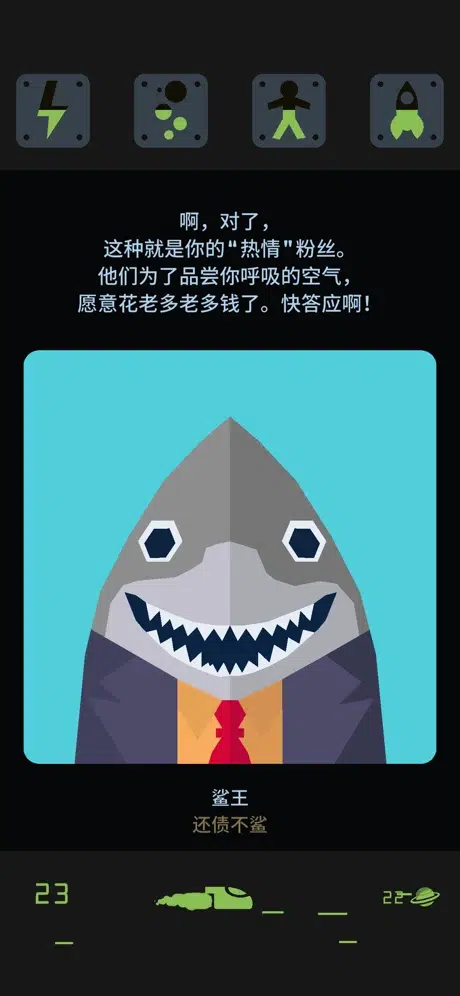 啊，对了，
这种就是你的“热情"粉丝。
他们为了品尝你呼吸的空气，
愿意花老多老多钱了。快答应啊！
鲨王
还债不鲨
23
22